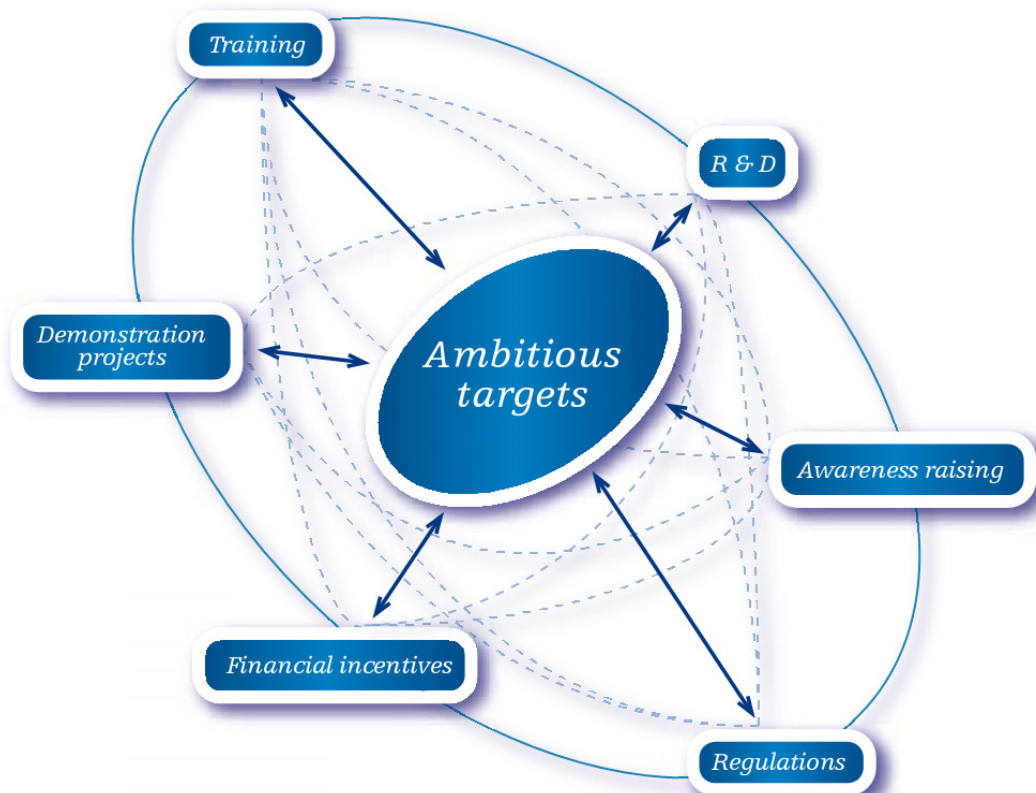 Training
R & D
Demonstration
projects
Ambitious
targets
Awareness raising
Financial incentives
Regulations